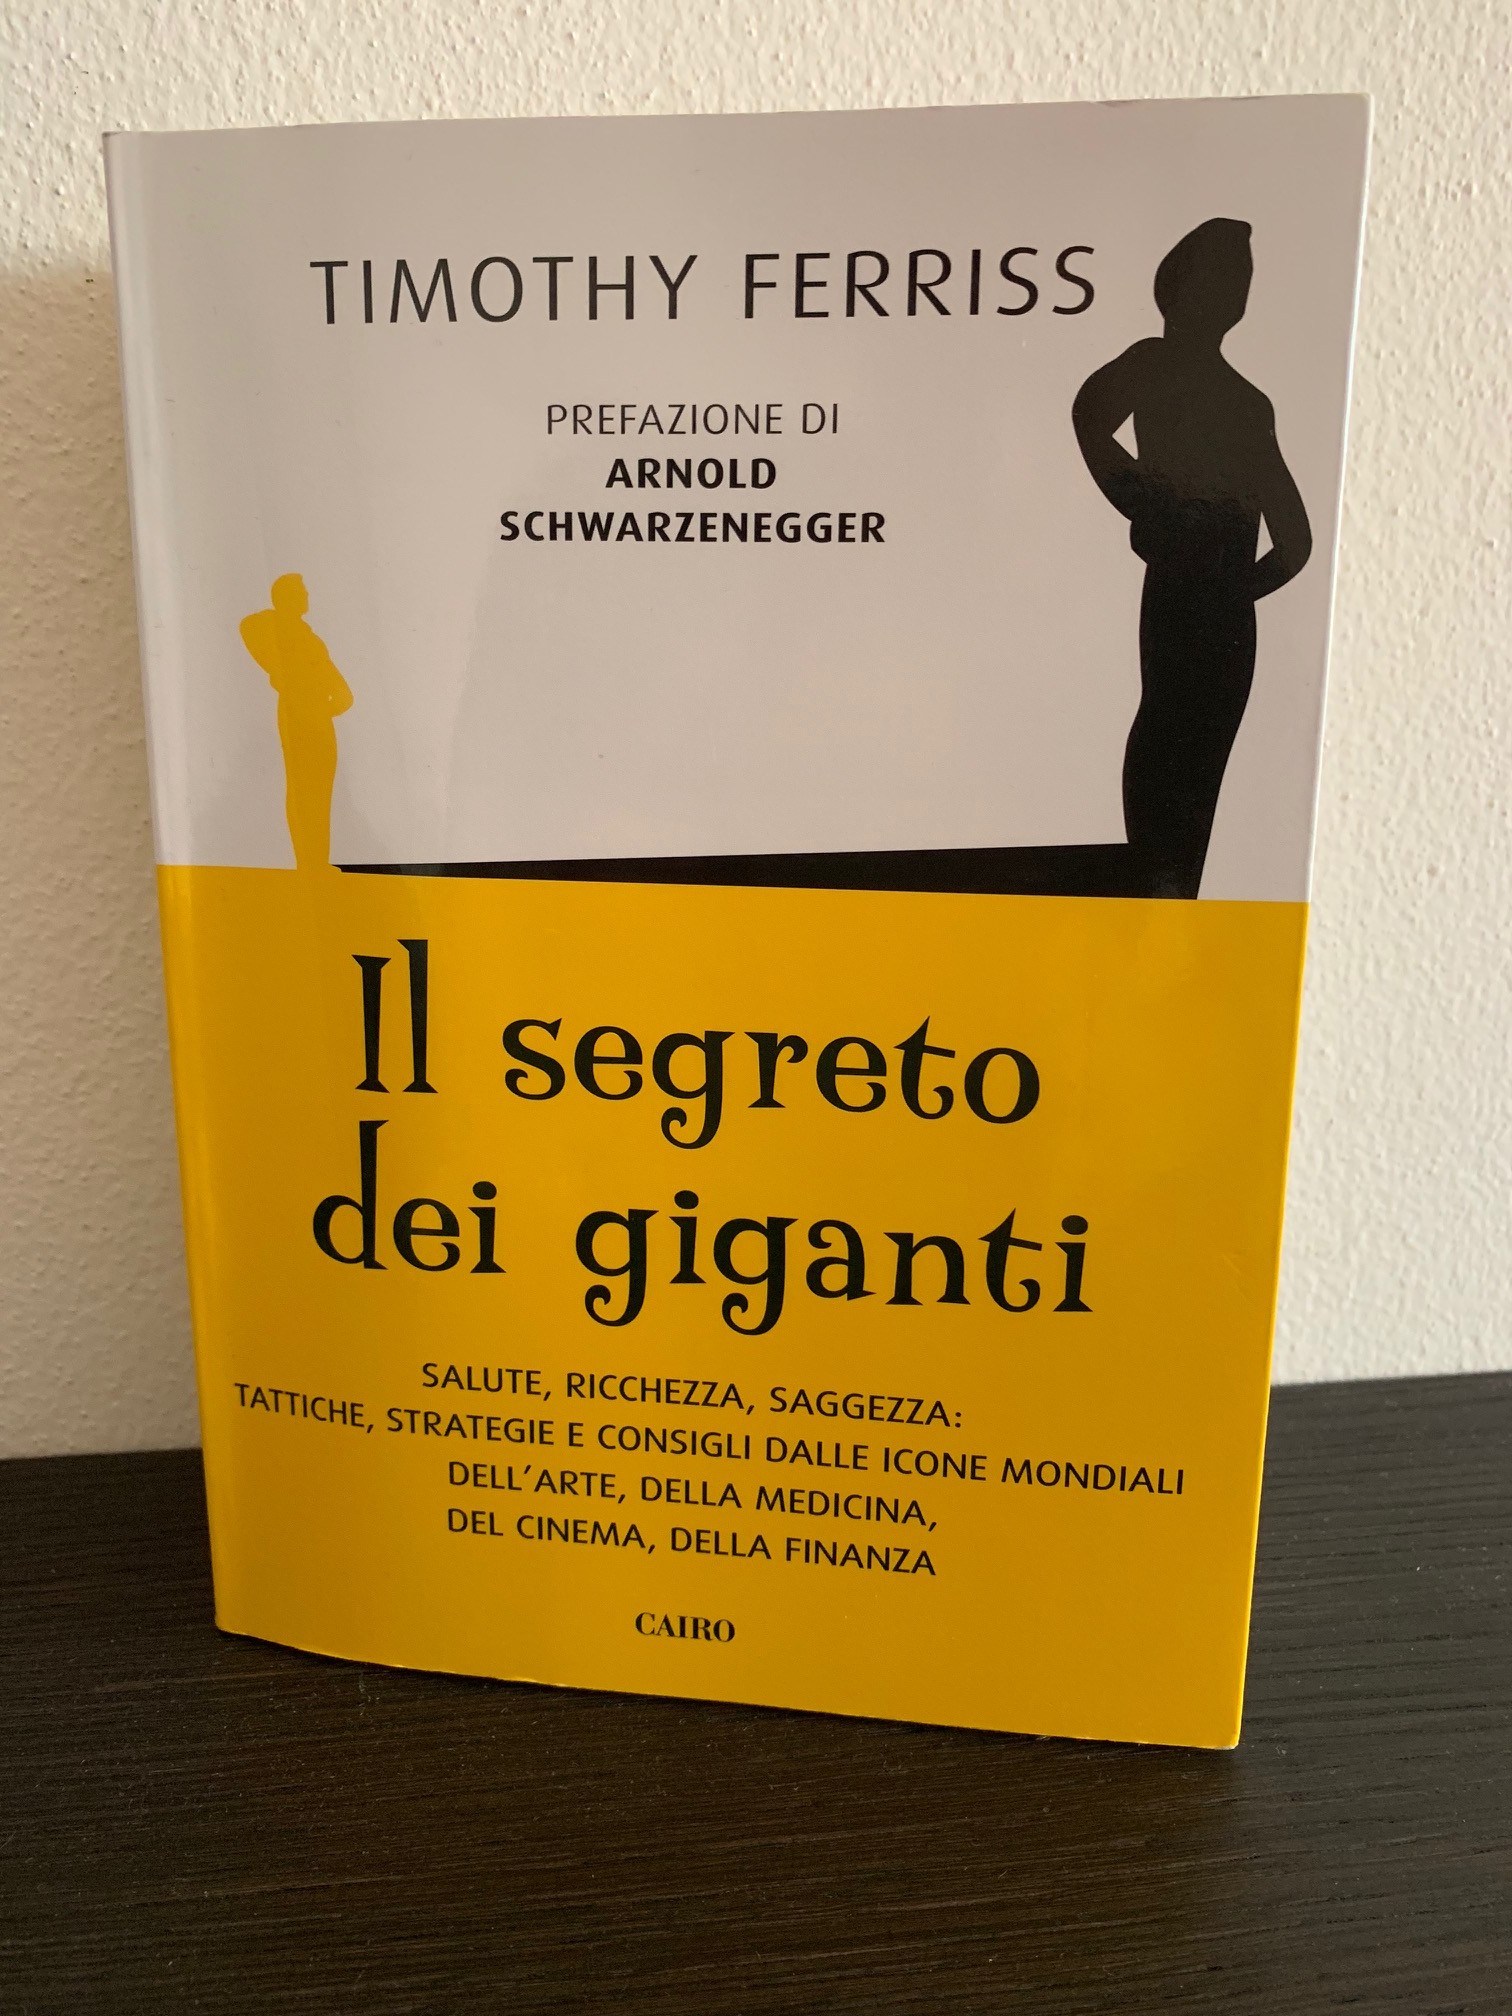 TIMOTHY FERRISS
PREFAZIONE DI
ARNOLD
SCHWARZENEGGER
Il segreto
dei giganti
SALUTE, RICCHEZZA, SAGGEZZA:
TATTICHE, STRATEGIE E CONSIGLI DALLE ICONE MONDIALI
DELL'ARTE, DELLA MEDICINA,
DEL CINEMA, DELLA FINANZA
CAIRO